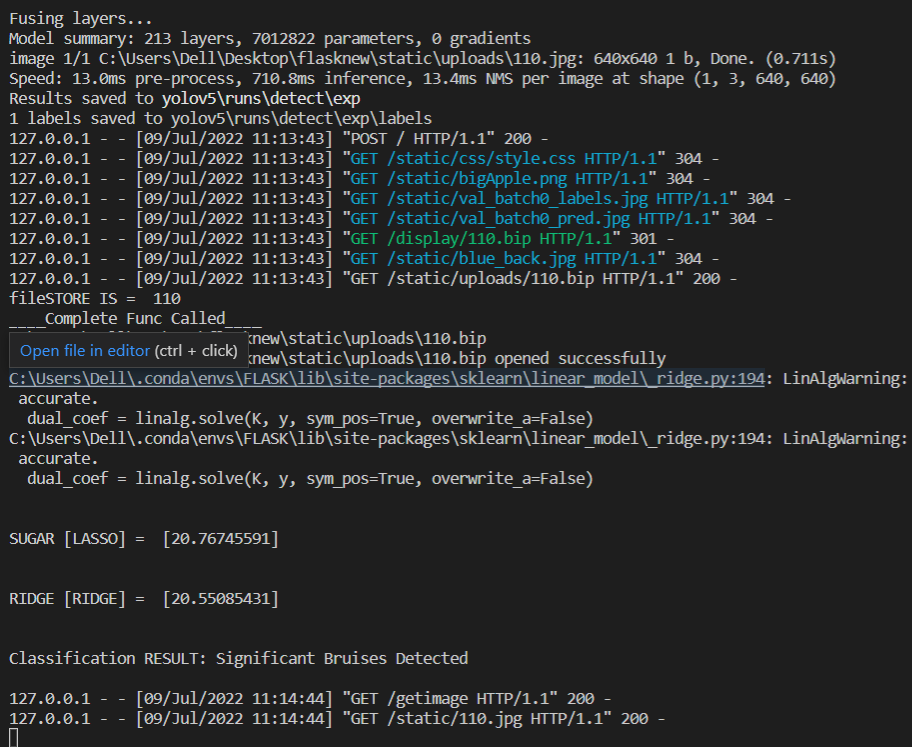 Fusing layers...
Model summary: 213 layers, 7012822 parameters, 0 gradients
image 1/1 C:\Users\Dell\Desktop\flasknew\static\uploads\110.jpg: 640x640 1 b, Done. (0.711s)
Speed: 13.0ms pre-process, 710.8ms inference, 13.4ms NMS per image at shape (1, 3, 640, 640)
Results saved to yolov5\runs\detect\exp
1 labels saved to yolov5\runs\detect\exp\labels
127.0.0.1 - - [09/Jul/2022 11:13:43] "POST / HTTP/1.1" 200 -
127.0.0.1 - - [09/Jul/2022 11:13:43] "GET /static/css/style.css HTTP/1.1" 304 -
127.0.0.1 - - [09/Jul/2022 11:13:43] "GET /static/bigApple.png HTTP/1.1" 304 -
127.0.0.1 - - [09/Jul/2022 11:13:43] "GET /static/val_batch0_labels.jpg HTTP/1.1" 304 -
127.0.0.1 - - [09/Jul/2022 11:13:43] "GET /static/val_batch0_pred.jpg HTTP/1.1" 304 -
127.0.0.1 - - [09/Jul/2022 11:13:43] "GET /display/110.bip HTTP/1.1" 301 -
127.0.0.1 - - [09/Jul/2022 11:13:43] "GET /static/blue_back.jpg HTTP/1.1" 304 -
127.0.0.1 - - [09/Jul/2022 11:13:43] "GET /static/uploads/110.bip HTTP/1.1" 200 -
fileSTORE IS =  110
____Complete Func Called____
knew\static\uploads\110.bip
Open file in editor (ctrl + click)
knew\static\uploads\110.bip opened successfully
C:\Users\Dell\.conda\envs\FLASK\lib\site-packages\sklearn\linear_model\_ridge.py:194: LinAlgWarning:
 accurate.
  dual_coef = linalg.solve(K, y, sym_pos=True, overwrite_a=False)
C:\Users\Dell\.conda\envs\FLASK\lib\site-packages\sklearn\linear_model\_ridge.py:194: LinAlgWarning:
 accurate.
  dual_coef = linalg.solve(K, y, sym_pos=True, overwrite_a=False)
SUGAR [LASSO] =  [20.76745591]
RIDGE [RIDGE] =  [20.55085431]
Classification RESULT: Significant Bruises Detected
127.0.0.1 - - [09/Jul/2022 11:14:44] "GET /getimage HTTP/1.1" 200 -
127.0.0.1 - - [09/Jul/2022 11:14:44] "GET /static/110.jpg HTTP/1.1" 200 -